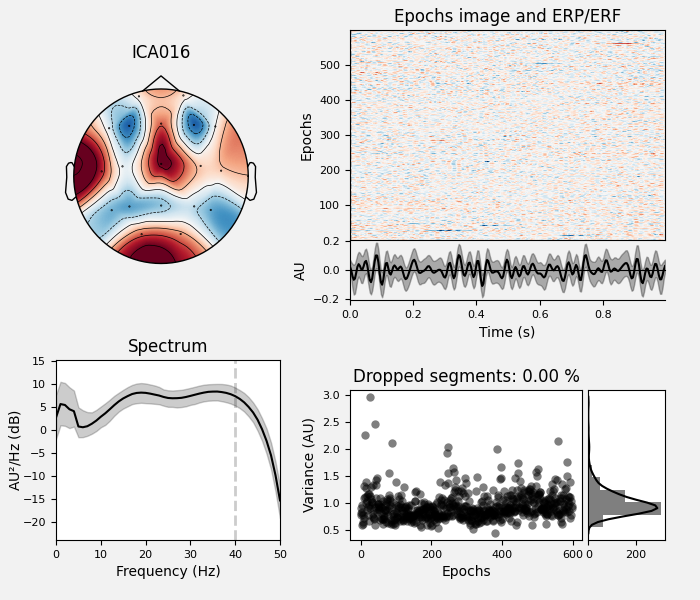 ICA016
Epochs image and ERP/ERF
Epochs
500
400
300
200
100
AU
0.2
0.0
−0.2
0.0 0.2 0.4 0.6 0.8
Time (s)
Spectrum
AU²/Hz (dB)
15
10
5
0
−5
−10
−15
−20
0 10 20 30 40 50
Frequency (Hz)
Dropped segments: 0.00 %
Variance (AU)
3.0
2.5
2.0
1.5
1.0
0.5
0 200 400 600
Epochs
0 200